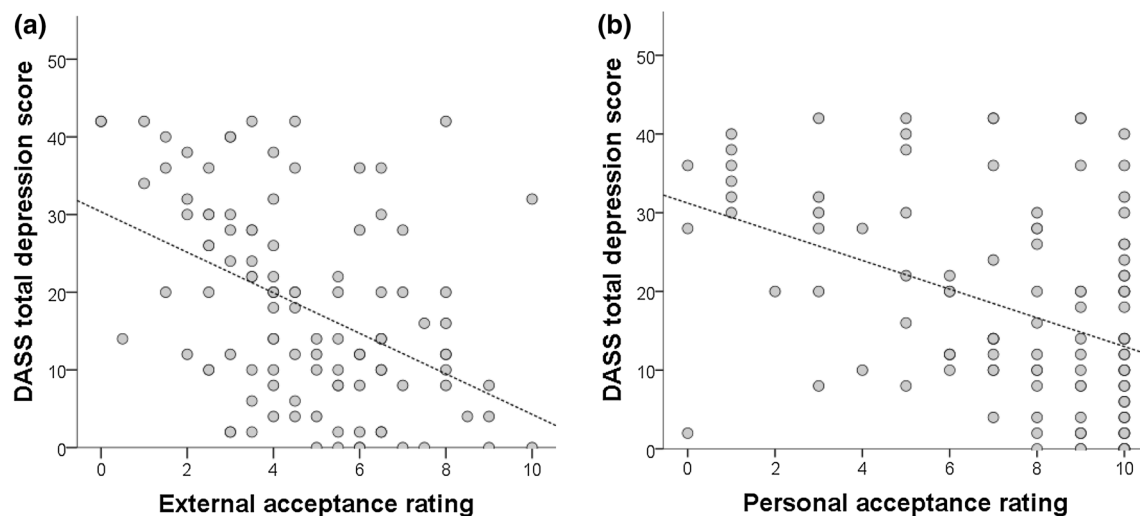 (a)
DASS total depression score
50
40
30
20
10
0
0 2 4 6 8 10
External acceptance rating
(b)
DASS total depression score
50
40
30
20
10
0
0 2 4 6 8 10
Personal acceptance rating